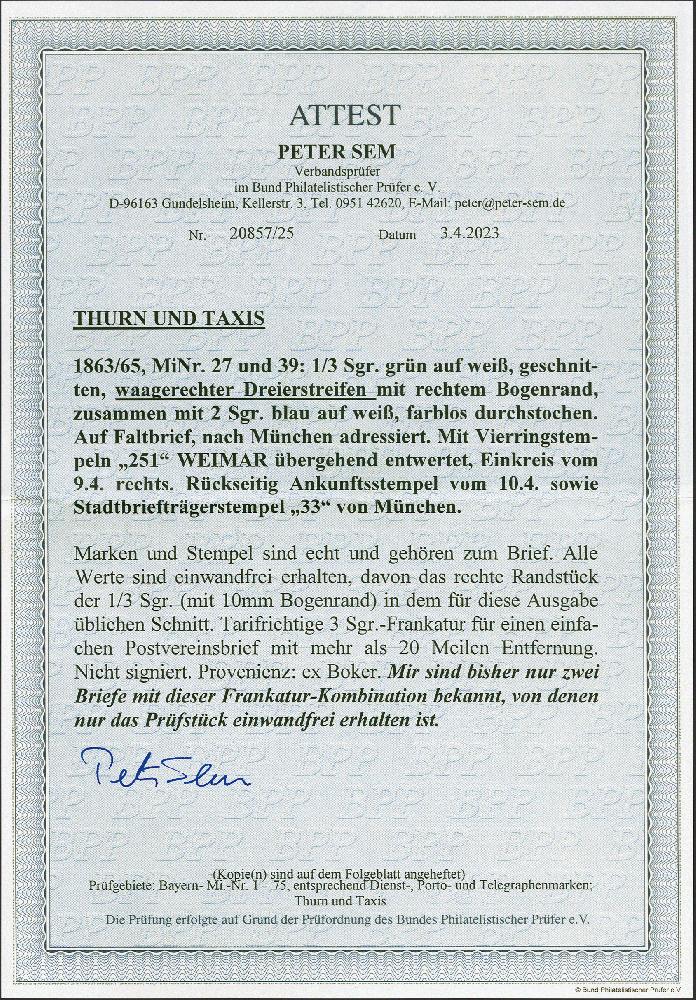 ATTEST
PETER SEM
Verbandsprüfer
im Bund Philatelistischer Prüfer e. V.
D-96163 Gundelsheim, Kellerstr. 3, Tel. 0951 42620, E-Mail: peter@peter-sem.de
Nr. 20857/25 Datum 3.4.2023
THURN UND TAXIS
1863/65, MiNr. 27 und 39: 1/3 Sgr. grün auf weiß, geschnit-
ten, waagerechter Dreierstreifen mit rechtem Bogenrand,
zusammen mit 2 Sgr. blau auf weiß, farblos durchstochen.
Auf Faltbrief, nach München adressiert. Mit Vierringstem-
peln „251“ WEIMAR übergehend entwertet, Einkreis vom
9.4. rechts. Rückseitig Ankunftsstempel vom 10.4. sowie
Stadtbriefträgerstempel „33“ von München.
Marken und Stempel sind echt und gehören zum Brief. Alle
Werte sind einwandfrei erhalten, davon das rechte Randstück
der 1/3 Sgr. (mit 10mm Bogenrand) in dem für diese Ausgabe
üblichen Schnitt. Tarifrichtige 3 Sgr.-Frankatur für einen einfa-
chen Postvereinsbrief mit mehr als 20 Meilen Entfernung.
Nicht signiert. Provenienz: ex Boker. Mir sind bisher nur zwei
Briefe mit dieser Frankatur-Kombination bekannt, von denen
nur das Prüfstück einwandfrei erhalten ist.
Peter Sem
(Kopie(n) sind auf dem Folgeblatt angeheftet)
Prüfgebiete: Bayern- Mi.-Nr. 1 – 75, entsprechend Dienst-, Porto- und Telegraphenmarken;
Thurn und Taxis
Die Prüfung erfolgte auf Grund der Prüfordnung des Bundes Philatelistischer Prüfer e.V.
© Bund Philatelistischer Prüfer e.V.